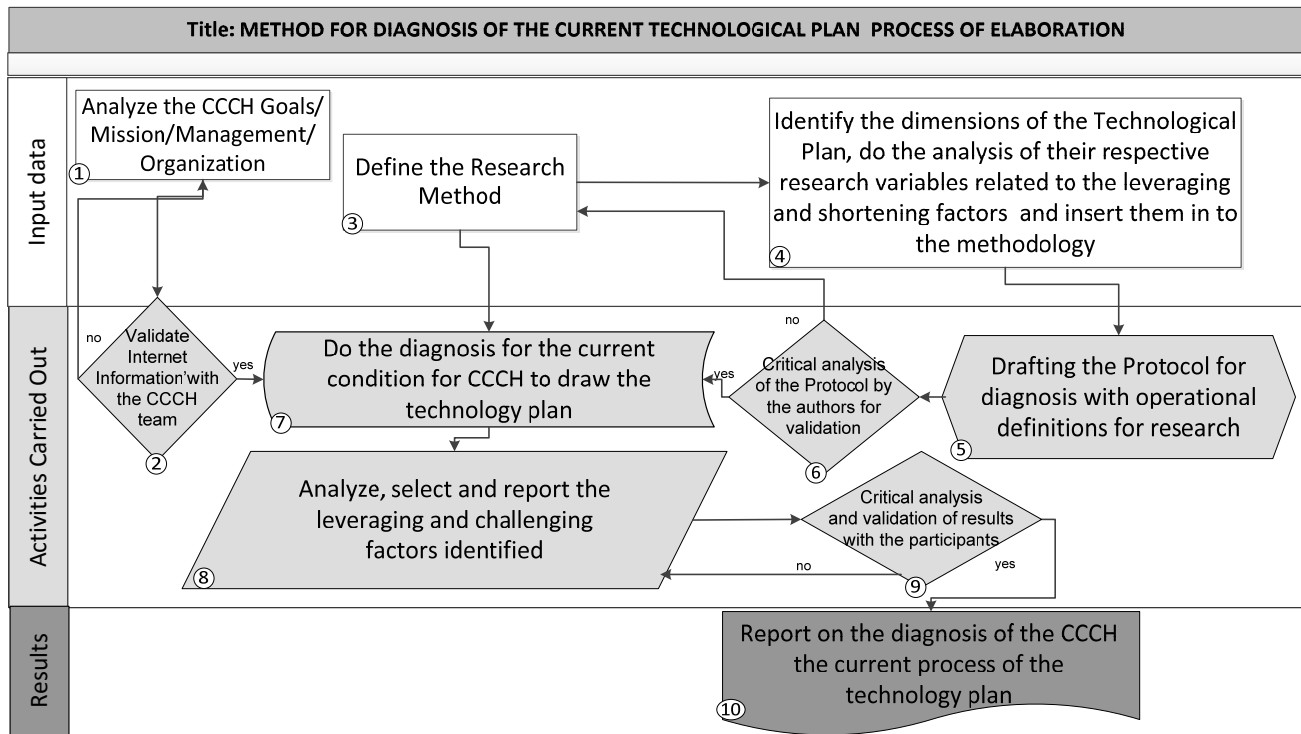 Title: METHOD FOR DIAGNOSIS OF THE CURRENT TECHNOLOGICAL PLAN PROCESS OF ELABORATION
Input data
Analyze the CCCH Goals/
Mission/Management/
Organization
1
Define the Research
Method
3
Identify the dimensions of the Technological
Plan, do the analysis of their respective
research variables related to the leveraging
and shortening factors and insert them in to
the methodology
4
Activities Carried Out
no
Validate
Internet
Information'with
the CCCH
team
2
yes
Do the diagnosis for the current
condition for CCCH to draw the
technology plan
7
yes
no
Critical analysis
of the Protocol by
the authors for
validation
6
Drafting the Protocol for
diagnosis with operational
definitions for research
5
Analyze, select and report the
leveraging and challenging
factors identified
8
Critical analysis
and validation of results
with the participants
9
no
yes
Results
Report on the diagnosis of the CCCH
the current process of the
technology plan
10